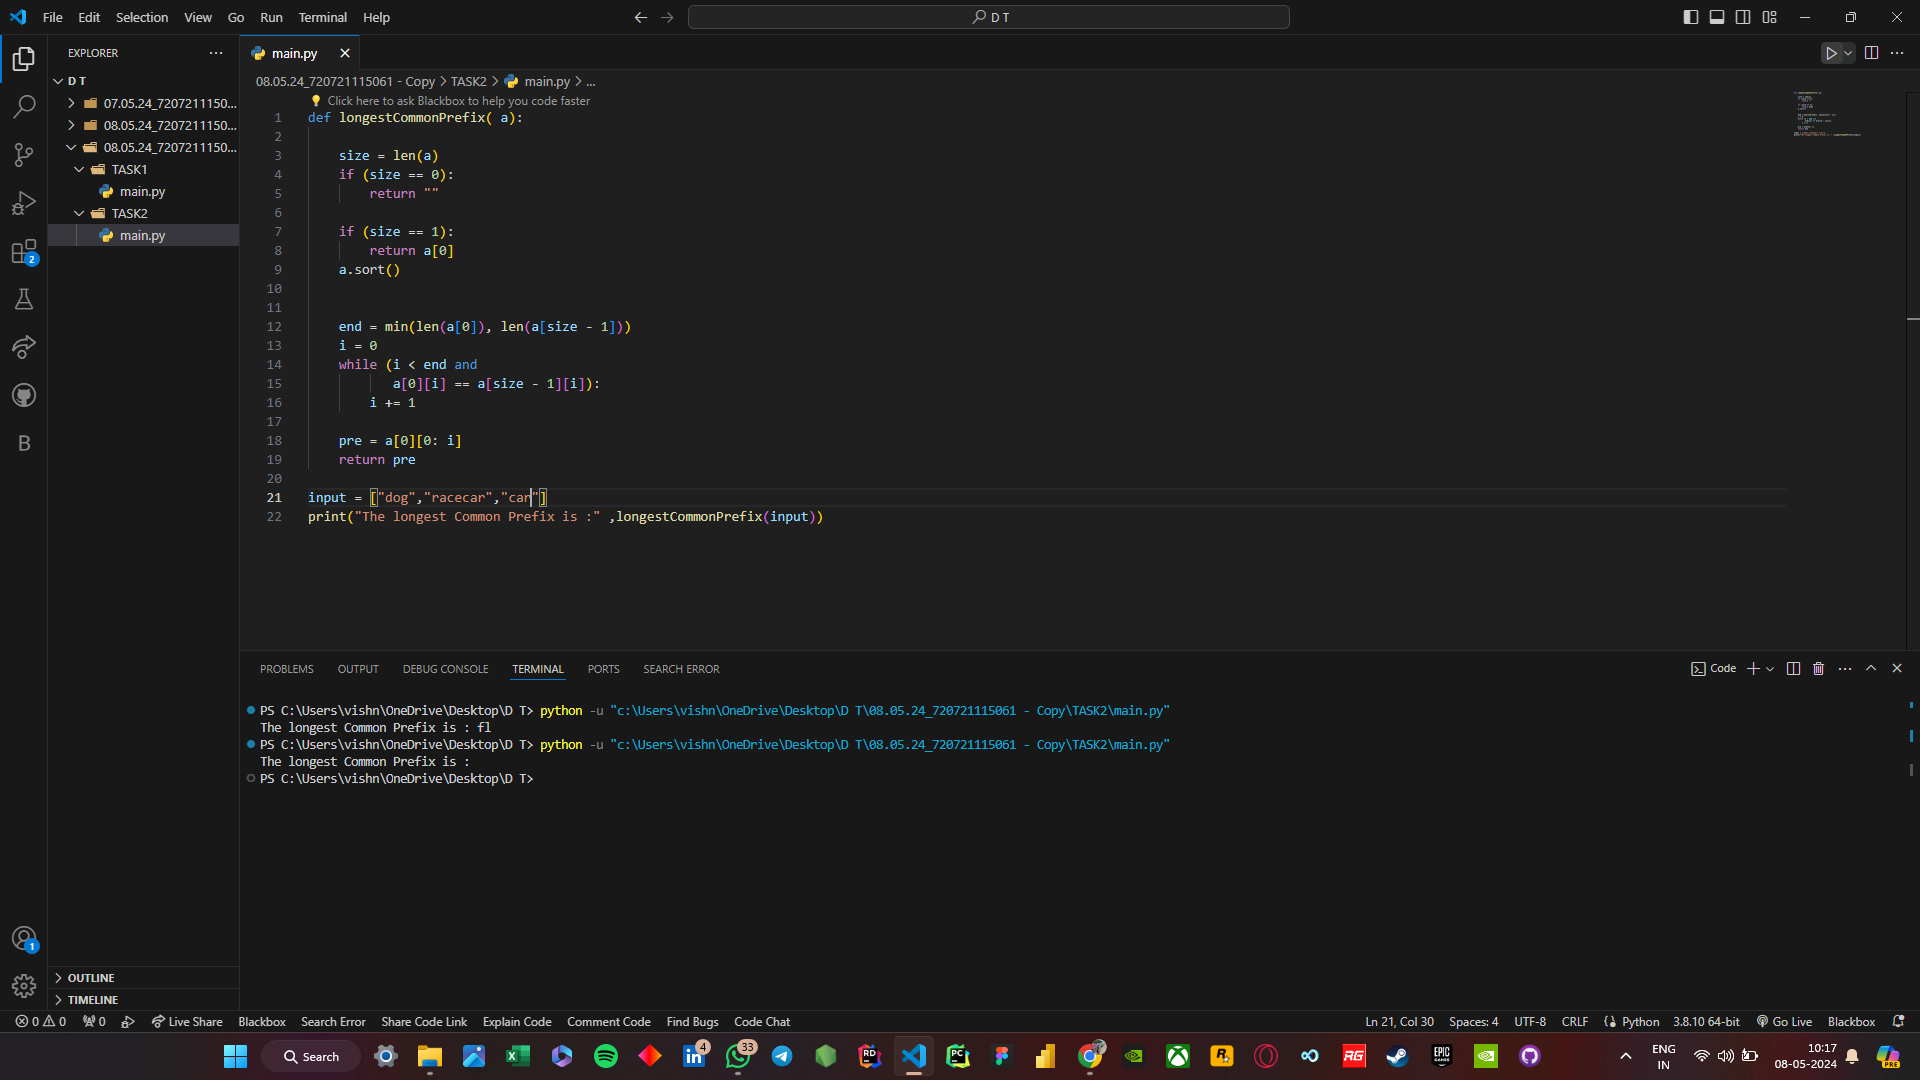 File Edit Selection View Go Run Terminal Help
D T
EXPLORER
D T
07.05.24_7207211150...
08.05.24_7207211150...
08.05.24_7207211150...
TASK1
main.py
TASK2
main.py
OUTLINE
TIMELINE
main.py
08.05.24_720721115061 - Copy > TASK2 > main.py > ...
Click here to ask Blackbox to help you code faster
1 def longestCommonPrefix( a):
2
3 size = len(a)
4 if (size == 0):
5 return ""
6
7 if (size == 1):
8 return a[0]
9 a.sort()
10
11
12 end = min(len(a[0]), len(a[size - 1]))
13 i = 0
14 while (i < end and
15 a[0][i] == a[size - 1][i]):
16 i += 1
17
18 pre = a[0][0: i]
19 return pre
20
21 input = ["dog","racecar","car"]
22 print("The longest Common Prefix is :" ,longestCommonPrefix(input))
PROBLEMS OUTPUT DEBUG CONSOLE TERMINAL PORTS SEARCH ERROR
Code
PS C:\Users\vishn\OneDrive\Desktop\D T> python -u "c:\Users\vishn\OneDrive\Desktop\D T\08.05.24_720721115061 - Copy\TASK2\main.py"
The longest Common Prefix is : fl
PS C:\Users\vishn\OneDrive\Desktop\D T> python -u "c:\Users\vishn\OneDrive\Desktop\D T\08.05.24_720721115061 - Copy\TASK2\main.py"
The longest Common Prefix is :
PS C:\Users\vishn\OneDrive\Desktop\D T>
2
B
1
0 0 0 Live Share Blackbox Search Error Share Code Link Explain Code Comment Code Find Bugs Code Chat Ln 21, Col 30 Spaces: 4 UTF-8 CRLF Python 3.8.10 64-bit Go Live Blackbox
Search 4 33 RD PC R RG EPIC GAMES ENG IN 10:17 08-05-2024 PRE